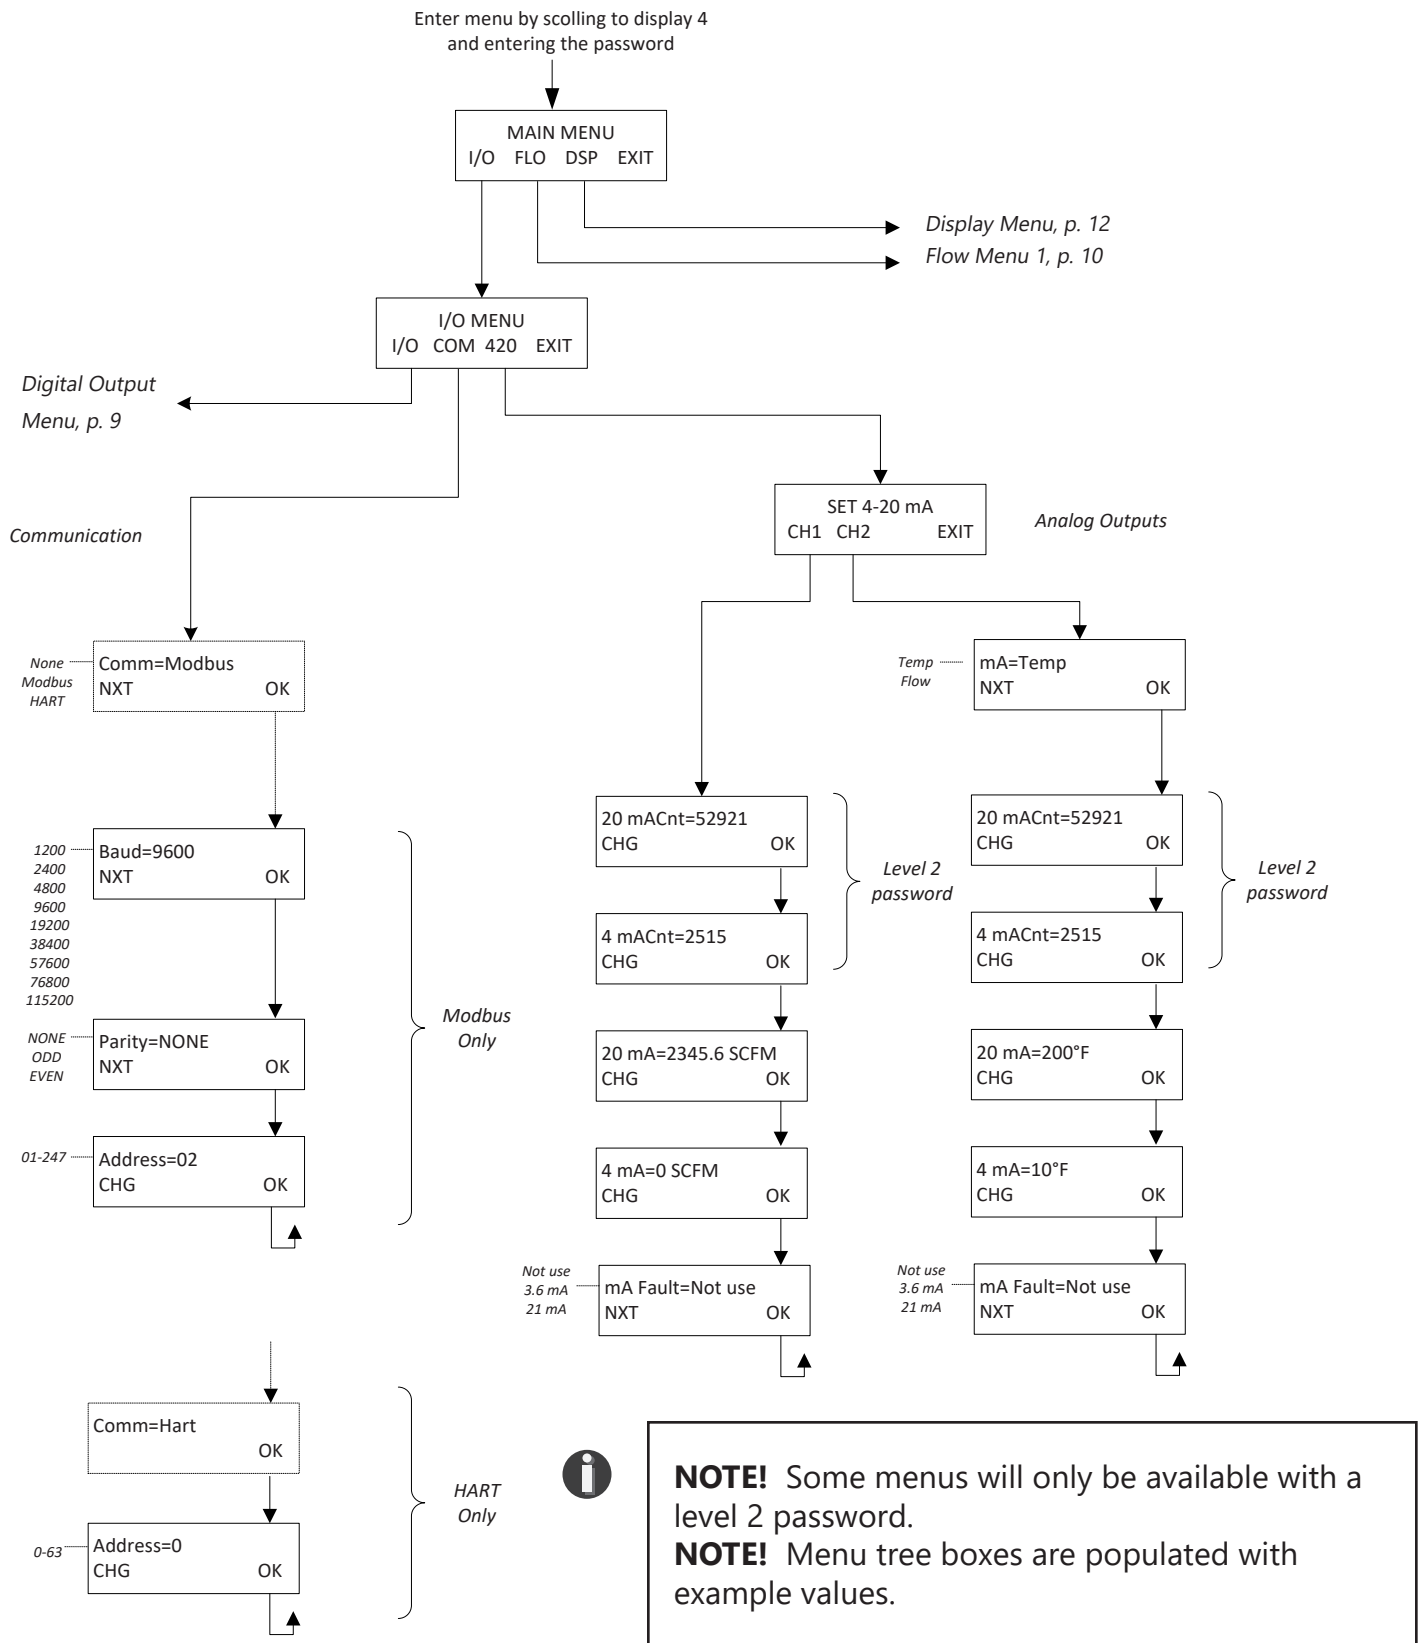 Enter menu by scolling to display 4
and entering the password
MAIN MENU
I/O FLO DSP EXIT
Display Menu, p. 12
Flow Menu 1, p. 10
I/O MENU
I/O COM 420 EXIT
Digital Output
Menu, p. 9
SET 4-20 mA
CH1 CH2 EXIT
Analog Outputs
Communication
None
Modbus
HART
Comm=Modbus
NXT OK
1200
2400
4800
9600
19200
38400
57600
76800
115200
Baud=9600
NXT OK
NONE
ODD
EVEN
Parity=NONE
NXT OK
01-247
Address=02
CHG OK
Modbus
Only
Comm=Hart
OK
0-63
Address=0
CHG OK
HART
Only
20 mACnt=52921
CHG OK
4 mACnt=2515
CHG OK
Level 2
password
20 mA=2345.6 SCFM
CHG OK
4 mA=0 SCFM
CHG OK
Not use
3.6 mA
21 mA
mA Fault=Not use
NXT OK
Temp
Flow
mA=Temp
NXT OK
20 mACnt=52921
CHG OK
4 mACnt=2515
CHG OK
Level 2
password
20 mA=200°F
CHG OK
4 mA=10°F
CHG OK
Not use
3.6 mA
21 mA
mA Fault=Not use
NXT OK
NOTE! Some menus will only be available with a
level 2 password.
NOTE! Menu tree boxes are populated with
example values.